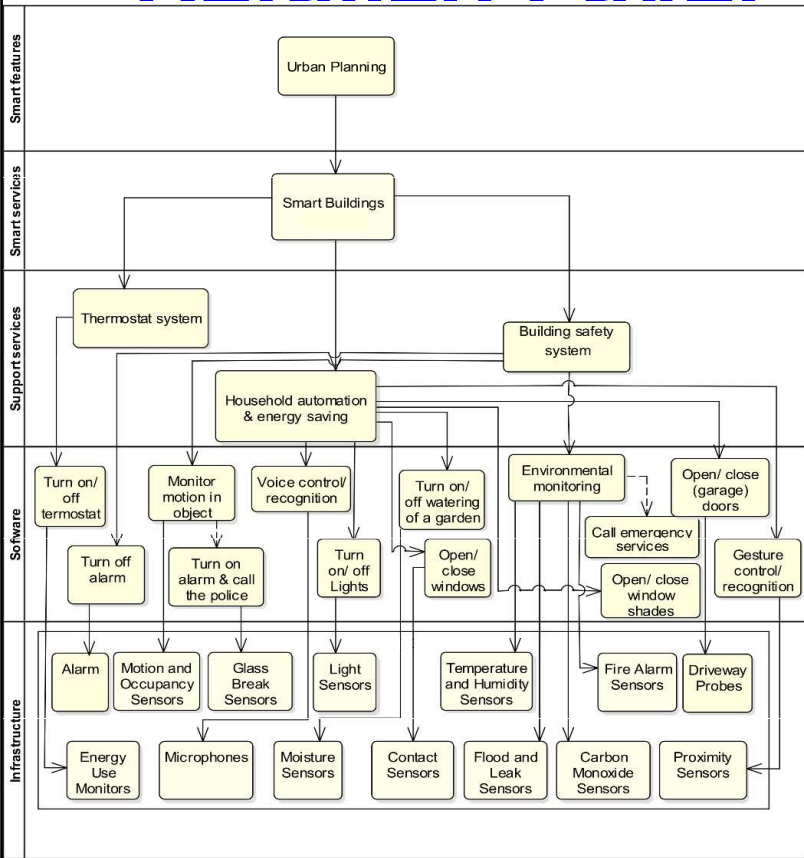 Smart features
Urban Planning
Smart services
Smart Buildings
Support services
Thermostat system
Building safety
system
Household automation
& energy saving
Sofware
Turn on/
off
termostat
Monitor
motion in
object
Voice control/
recognition
Turn on/
off watering
of a garden
Environmental
monitoring
Open/ close
(garage)
doors
Call emergency
services
Turn off
alarm
Turn on
alarm & call
the police
Turn
on/ off
Lights
Open/
close
windows
Open/ close
window
shades
Gesture
control/
recognition
Infrastructure
Alarm
Motion and
Occupancy
Sensors
Glass
Break
Sensors
Light
Sensors
Temperature
and Humidity
Sensors
Fire Alarm
Sensors
Driveway
Probes
Energy
Use
Monitors
Microphones
Moisture
Sensors
Contact
Sensors
Flood and
Leak
Sensors
Carbon
Monoxide
Sensors
Proximity
Sensors